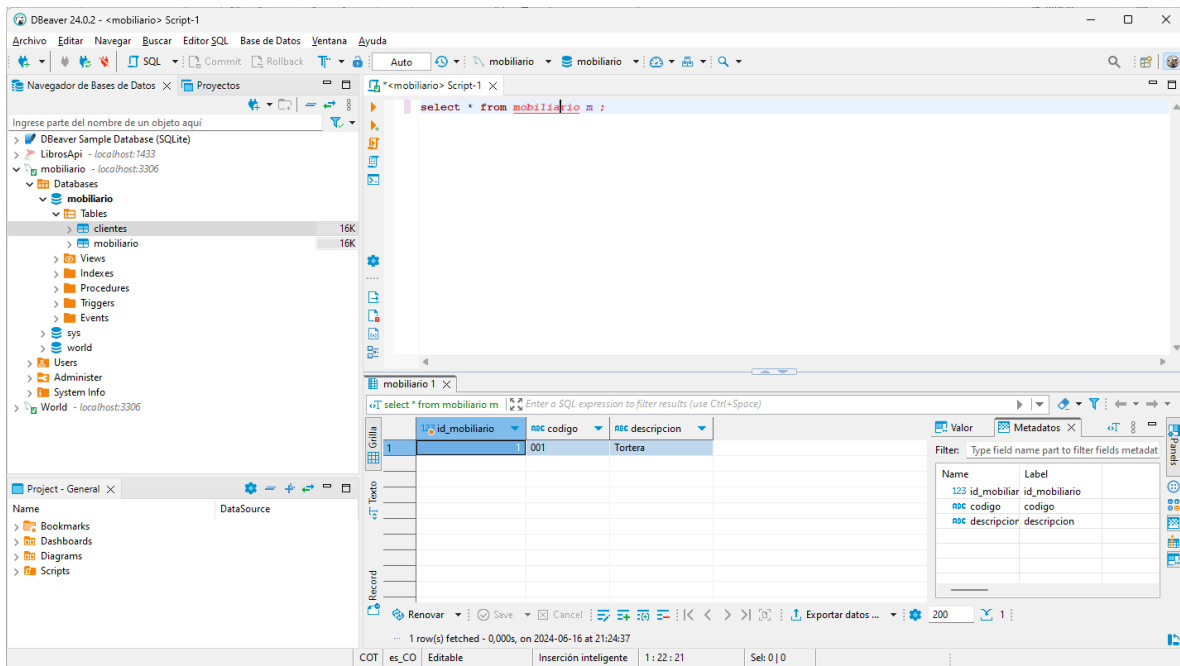 DBeaver 24.0.2 - <mobiliario> Script-1
Archivo Editar Navegar Buscar Editor SQL Base de Datos Ventana Ayuda
SQL Commit Rollback Auto mobiliario mobiliario
Navegador de Bases de Datos Proyectos
Ingrese parte del nombre de un objeto aquí
DBeaver Sample Database (SQLite)
LibrosApi - localhost:1433
mobiliario - localhost:3306
Databases
mobiliario
Tables
clientes 16K
mobiliario 16K
Views
Indexes
Procedures
Triggers
Events
sys
world
Users
Administer
System Info
World - localhost:3306
Project - General
Name DataSource
Bookmarks
Dashboards
Diagrams
Scripts
*<mobiliario> Script-1
select * from mobiliario m ;
mobiliario 1
select * from mobiliario m Enter a SQL expression to filter results (use Ctrl+Space)
Grilla
Texto
Record
123 id_mobiliario ABC codigo ABC descripcion
1 1 001 Tortera
Valor Metadatos
Filter: Type field name part to filter fields metadat
Name Label
123 id_mobiliar id_mobiliario
ABC codigo codigo
ABC descripcion descripcion
Panels
Renovar Save Cancel Exportar datos ... 200 1
1 row(s) fetched - 0,000s, on 2024-06-16 at 21:24:37
COT es_CO Editable Inserción inteligente 1 : 22 : 21 Sel: 0 | 0